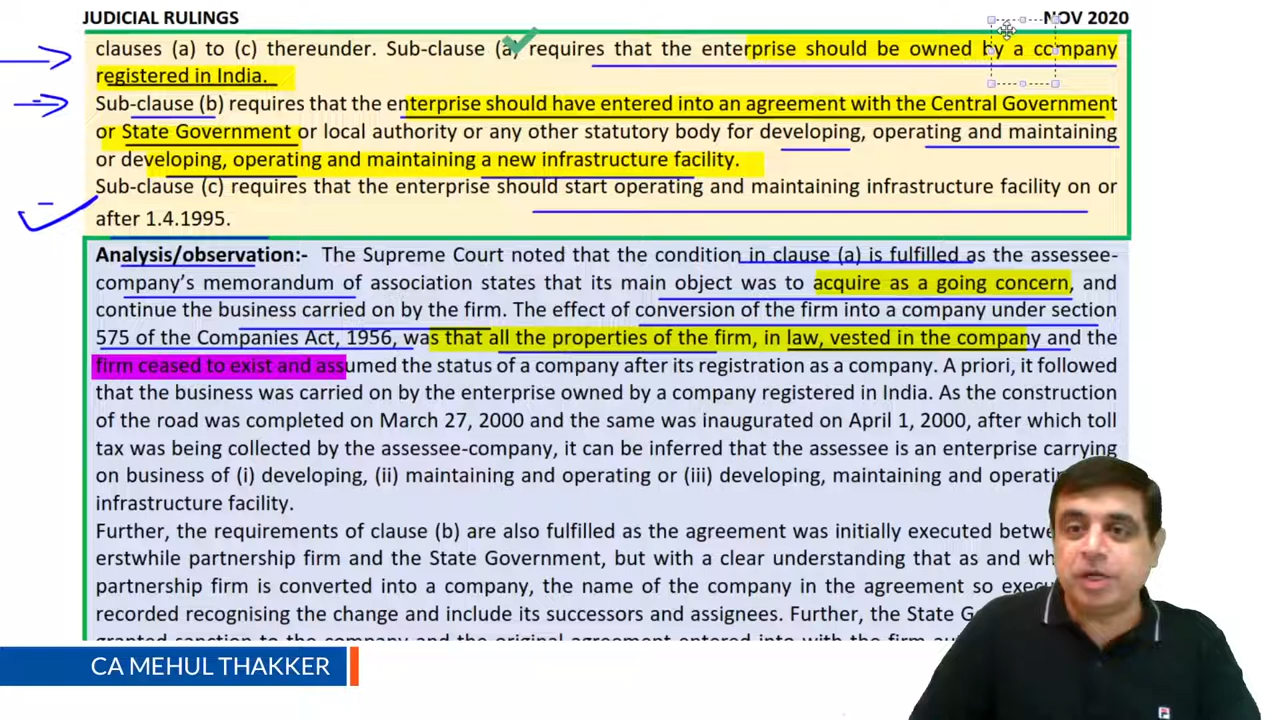 JUDICIAL RULINGS NOV 2020
clauses (a) to (c) thereunder. Sub-clause (a) requires that the enterprise should be owned by a company
registered in India.
Sub-clause (b) requires that the enterprise should have entered into an agreement with the Central Government
or State Government or local authority or any other statutory body for developing, operating and maintaining
or developing, operating and maintaining a new infrastructure facility.
Sub-clause (c) requires that the enterprise should start operating and maintaining infrastructure facility on or
after 1.4.1995.
Analysis/observation:- The Supreme Court noted that the condition in clause (a) is fulfilled as the assessee-
company's memorandum of association states that its main object was to acquire as a going concern, and
continue the business carried on by the firm. The effect of conversion of the firm into a company under section
575 of the Companies Act, 1956, was that all the properties of the firm, in law, vested in the company and the
firm ceased to exist and assumed the status of a company after its registration as a company. A priori, it followed
that the business was carried on by the enterprise owned by a company registered in India. As the construction
of the road was completed on March 27, 2000 and the same was inaugurated on April 1, 2000, after which toll
tax was being collected by the assessee-company, it can be inferred that the assessee is an enterprise carrying
on business of (i) developing, (ii) maintaining and operating or (iii) developing, maintaining and
infrastructure facility.
Further, the requirements of clause (b) are also fulfilled as the agreement was initially executed
erstwhile partnership firm and the State Government, but with a clear understanding that as and
partnership firm is converted into a company, the name of the company in the agreement so
recorded recognising the change and include its successors and assignees. Further, the State
granted sanction to the company and the original agreement entered into with the firm
CA MEHUL THAKKER